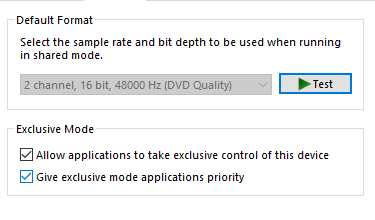 Default Format
Select the sample rate and bit depth to be used when running
in shared mode.
2 channel, 16 bit, 48000 Hz (DVD Quality)
Test
Exclusive Mode
Allow applications to take exclusive control of this device
Give exclusive mode applications priority